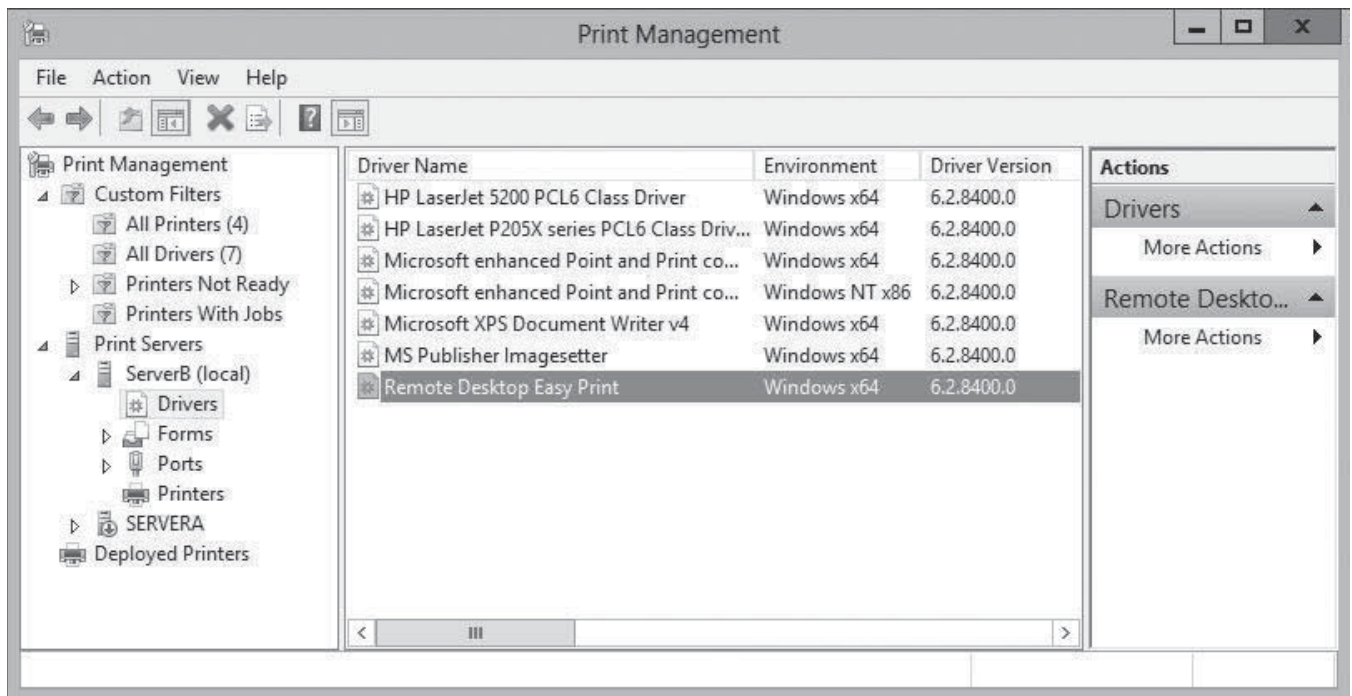 Print Management
File Action View Help
Print Management
Custom Filters
All Printers (4)
All Drivers (7)
Printers Not Ready
Printers With Jobs
Print Servers
ServerB (local)
Drivers
Forms
Ports
Printers
SERVERA
Deployed Printers
Driver Name Environment Driver Version
HP LaserJet 5200 PCL6 Class Driver Windows x64 6.2.8400.0
HP LaserJet P205X series PCL6 Class Driv... Windows x64 6.2.8400.0
Microsoft enhanced Point and Print co... Windows x64 6.2.8400.0
Microsoft enhanced Point and Print co... Windows NT x86 6.2.8400.0
Microsoft XPS Document Writer v4 Windows x64 6.2.8400.0
MS Publisher Imagesetter Windows x64 6.2.8400.0
Remote Desktop Easy Print Windows x64 6.2.8400.0
Actions
Drivers
More Actions
Remote Deskto...
More Actions